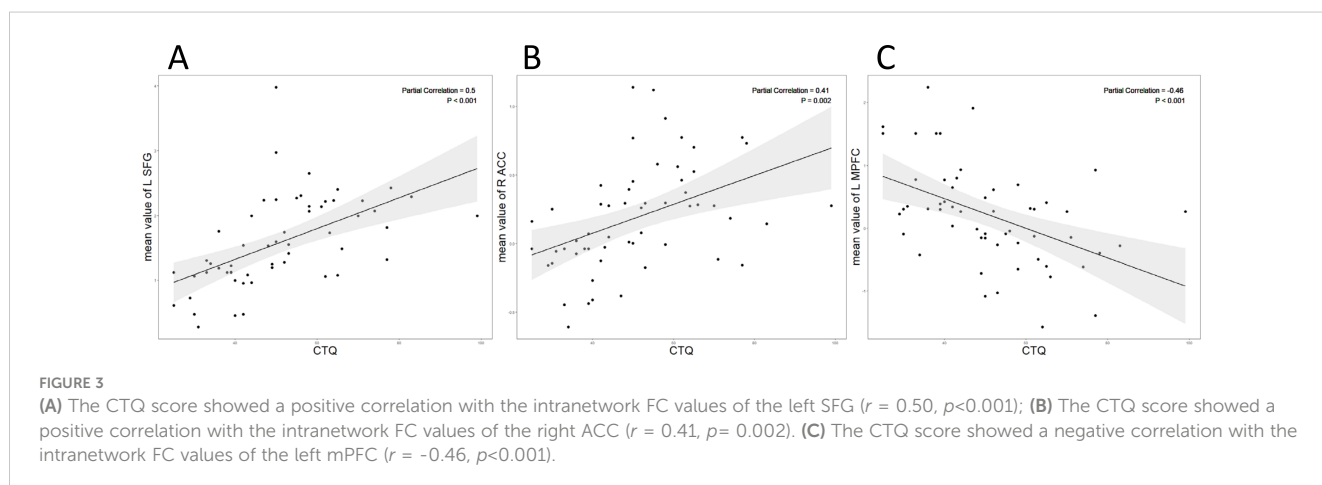 A
B
C
Partial Correlation = 0.5
P < 0.001
Partial Correlation = 0.41
P = 0.002
Partial Correlation = -0.46
P < 0.001
mean value of L SFG
mean value of R ACC
mean value of L MPFC
40
60
80
100
CTQ
CTQ
CTQ
FIGURE 3
(A) The CTQ score showed a positive correlation with the intranetwork FC values of the left SFG (r = 0.50, p<0.001); (B) The CTQ score showed a
positive correlation with the intranetwork FC values of the right ACC (r = 0.41, p= 0.002). (C) The CTQ score showed a negative correlation with the
intranetwork FC values of the left mPFC (r = -0.46, p<0.001).